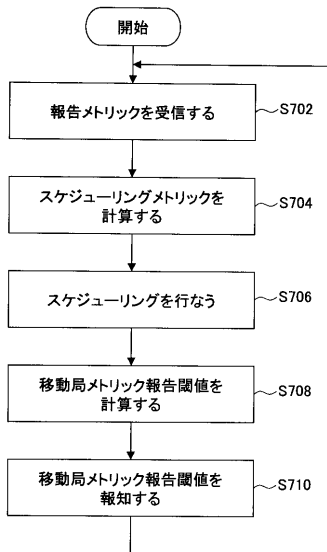 開始
報告メトリックを受信する
S702
スケジューリングメトリックを
計算する
S704
スケジューリングを行なう
S706
移動局メトリック報告閾値を
計算する
S708
移動局メトリック報告閾値を
報知する
S710